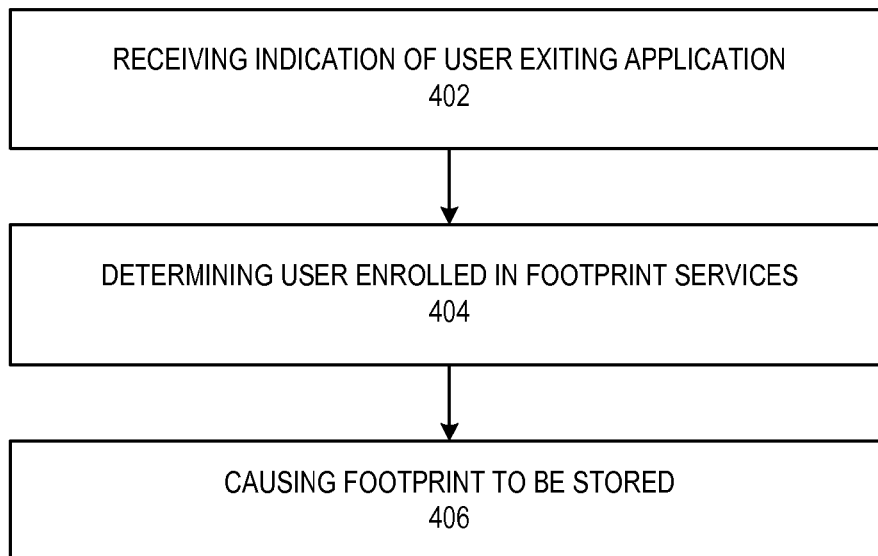 RECEIVING INDICATION OF USER EXITING APPLICATION
402
DETERMINING USER ENROLLED IN FOOTPRINT SERVICES
404
CAUSING FOOTPRINT TO BE STORED
406